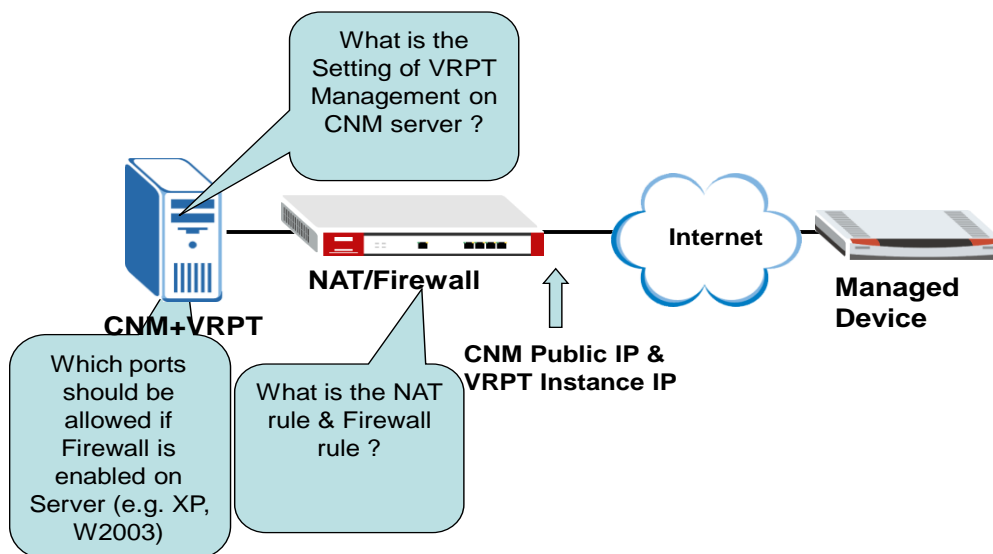 What is the
Setting of VRPT
Management on
CNM server ?
Internet
NAT/Firewall
Managed
Device
CNM+VRPT
CNM Public IP &
VRPT Instance IP
Which ports
should be
allowed if
Firewall is
enabled on
Server (e.g. XP,
W2003)
What is the NAT
rule & Firewall
rule ?